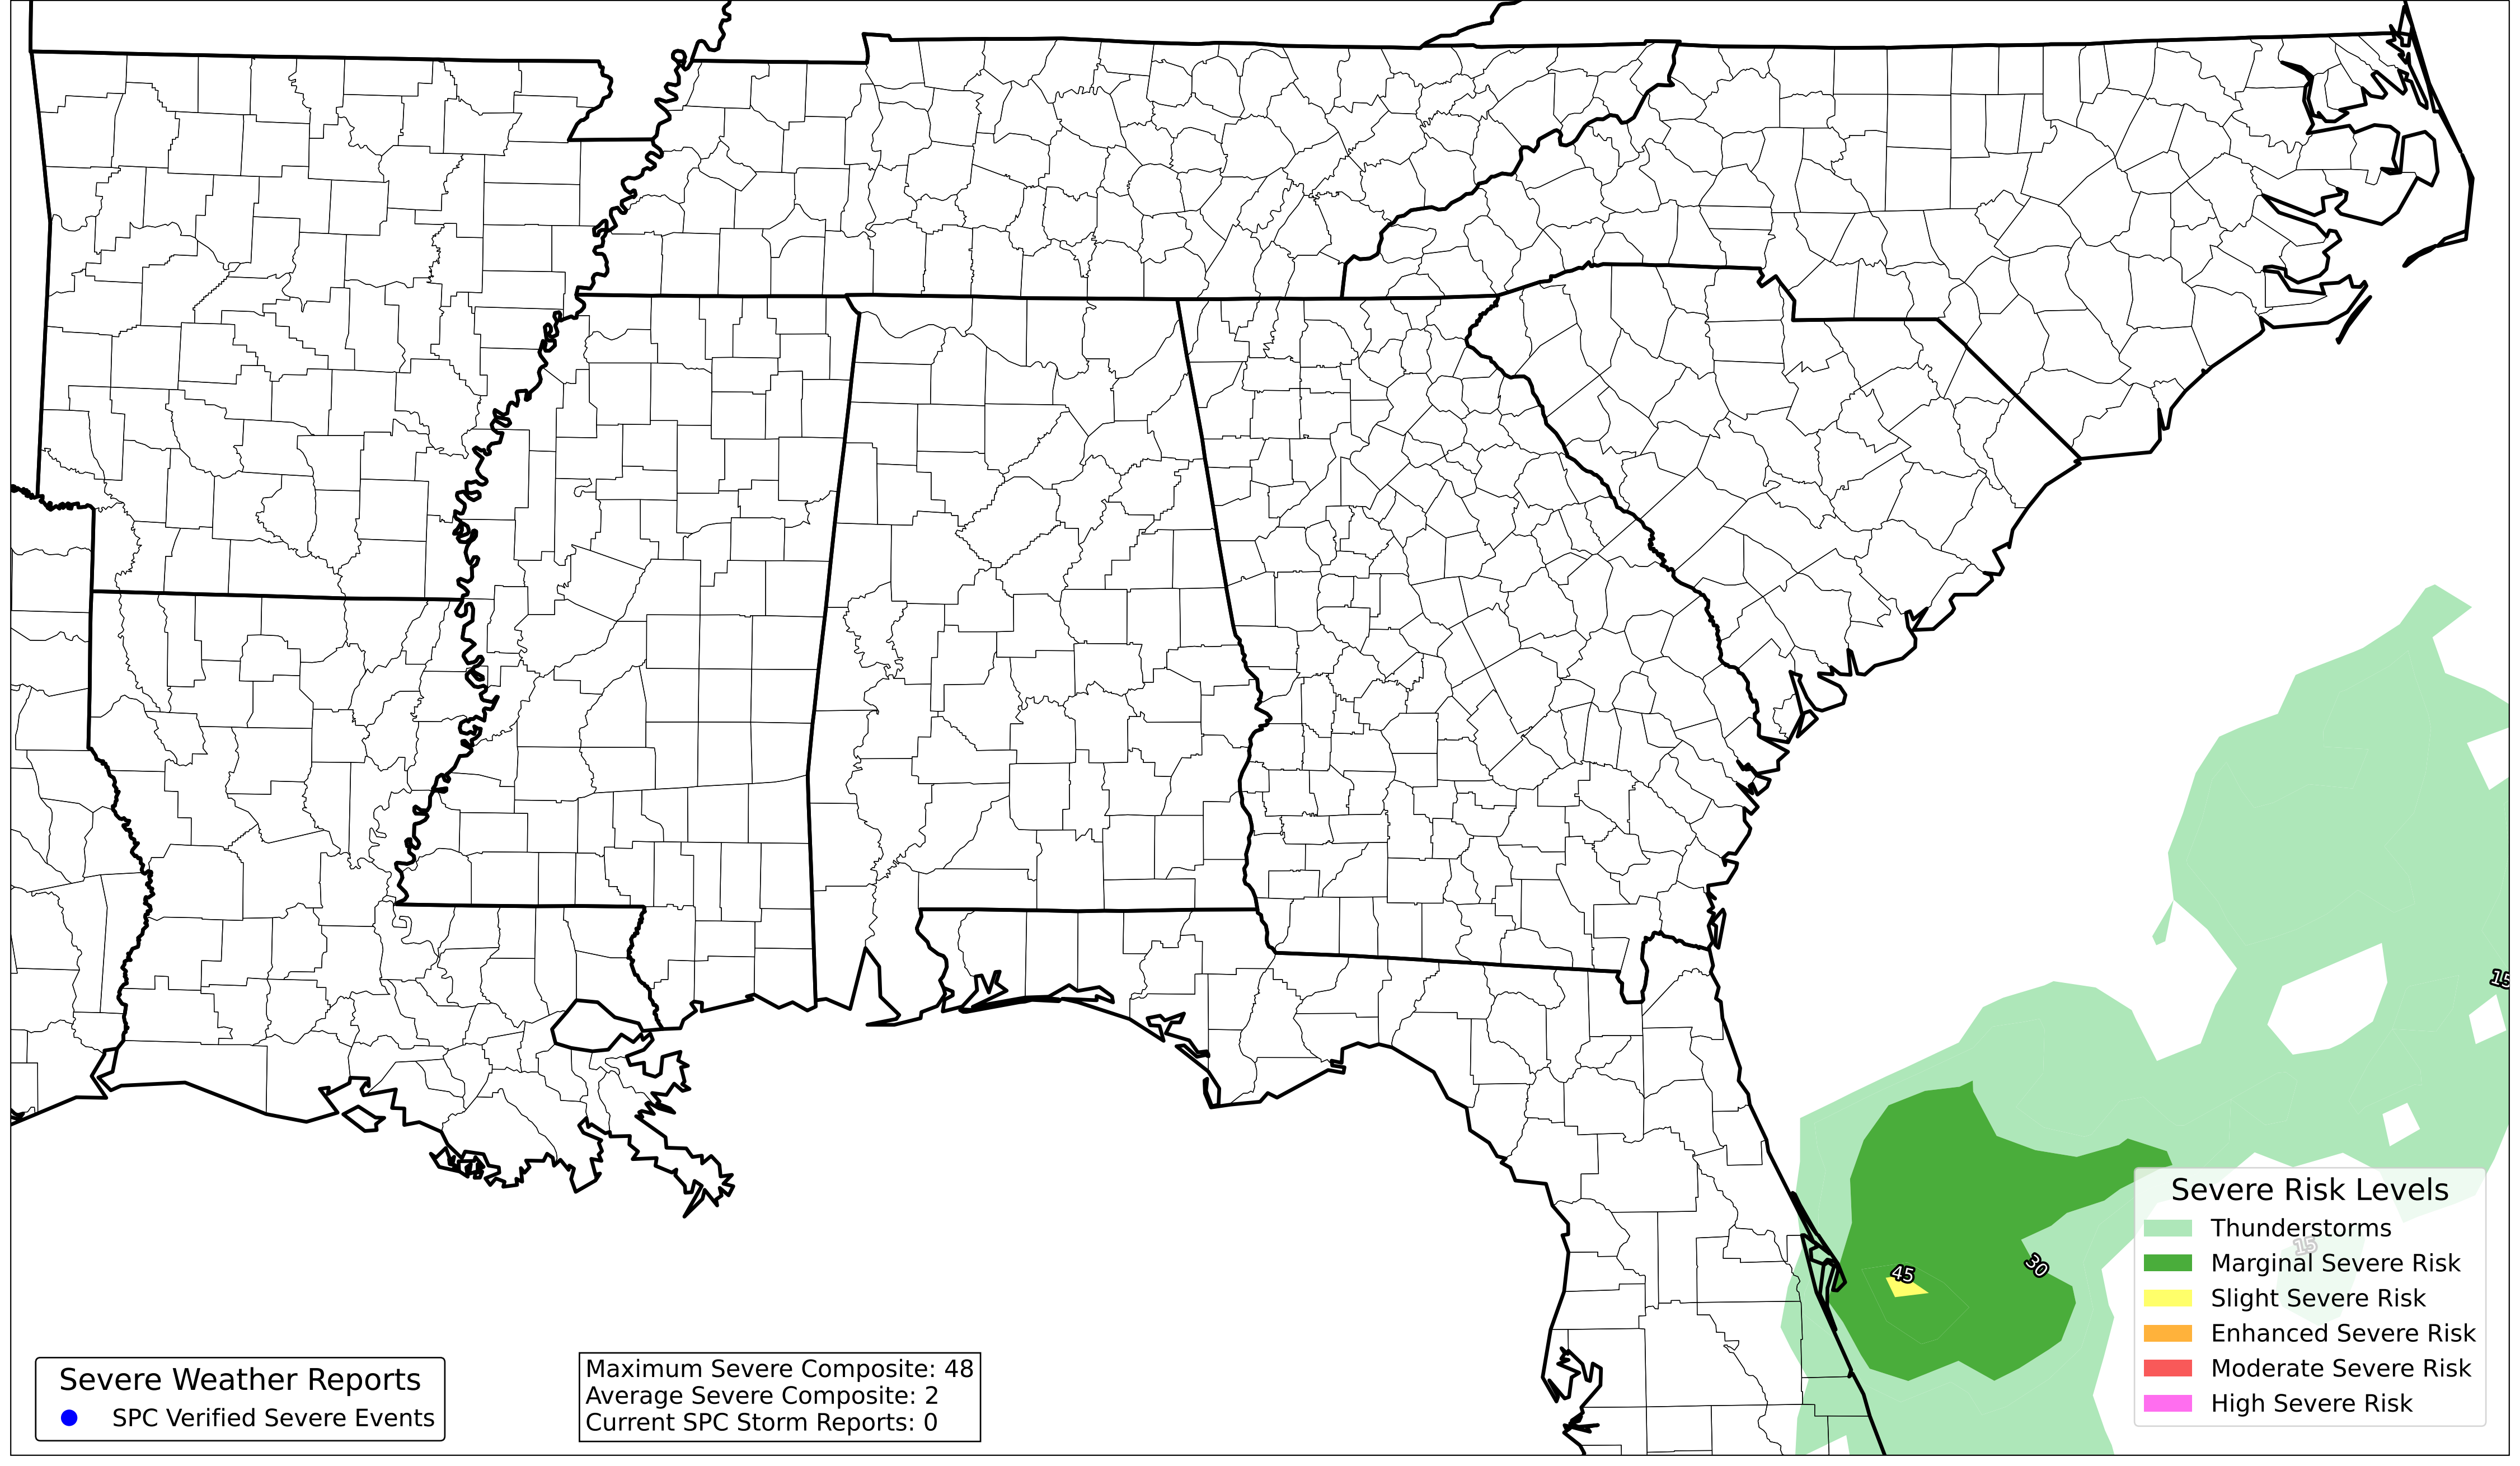 15
45
30
Severe Risk Levels
Thunderstorms
15
Marginal Severe Risk
Slight Severe Risk
Enhanced Severe Risk
Moderate Severe Risk
High Severe Risk
Severe Weather Reports
SPC Verified Severe Events
Maximum Severe Composite: 48
Average Severe Composite: 2
Current SPC Storm Reports: 0